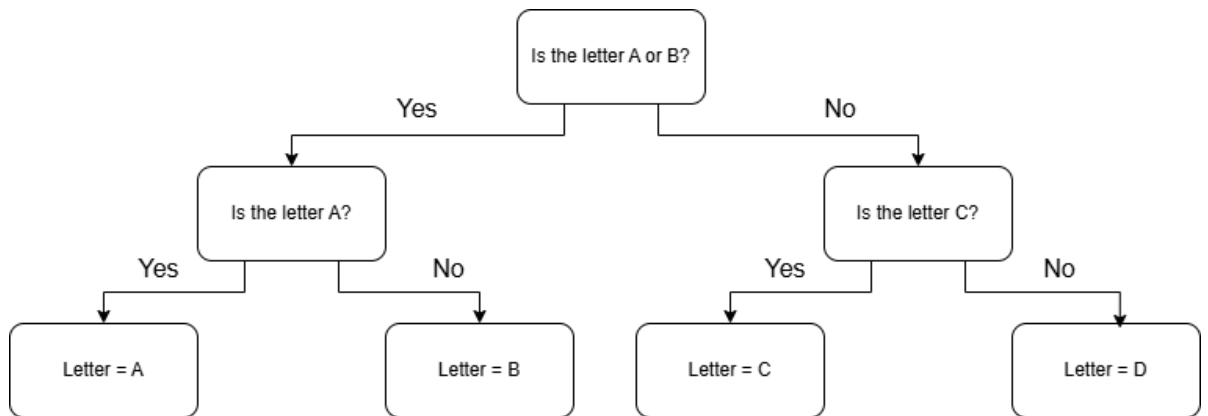 Is the letter A or B?
Yes
No
Is the letter A?
Is the letter C?
Yes
No
Yes
No
Letter = A
Letter = B
Letter = C
Letter = D